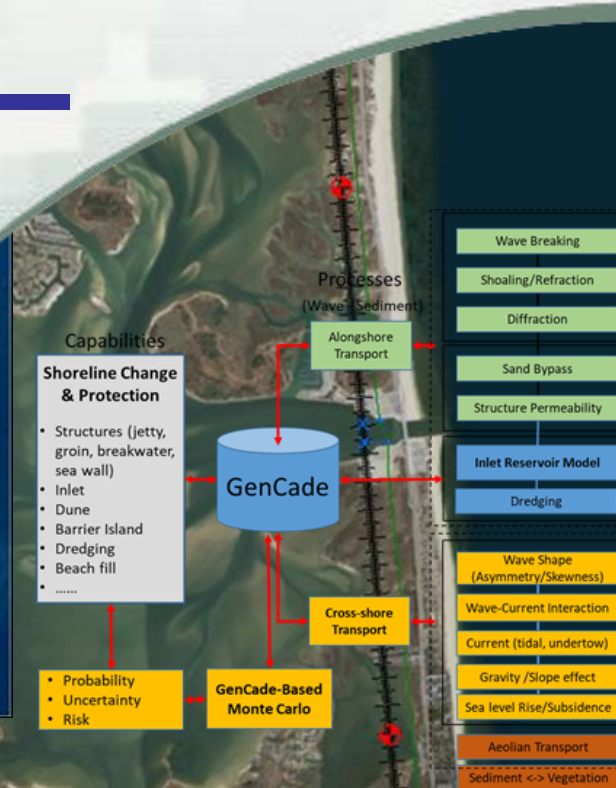 Processes
(Wave +Sediment)
Capabilities
Shoreline Change
& Protection
• Structures (jetty,
groin, breakwater,
sea wall)
• Inlet
• Dune
• Barrier Island
• Dredging
• Beach fill
• ......
Alongshore
Transport
GenCade
Cross-shore
Transport
• Probability
• Uncertainty
• Risk
GenCade-Based
Monte Carlo
Wave Breaking
Shoaling/Refraction
Diffraction
Sand Bypass
Structure Permeability
Inlet Reservoir Model
Dredging
Wave Shape
(Asymmetry/Skewness)
Wave-Current Interaction
Current (tidal, undertow)
Gravity /Slope effect
Sea level Rise/Subsidence
Aeolian Transport
Sediment <-> Vegetation